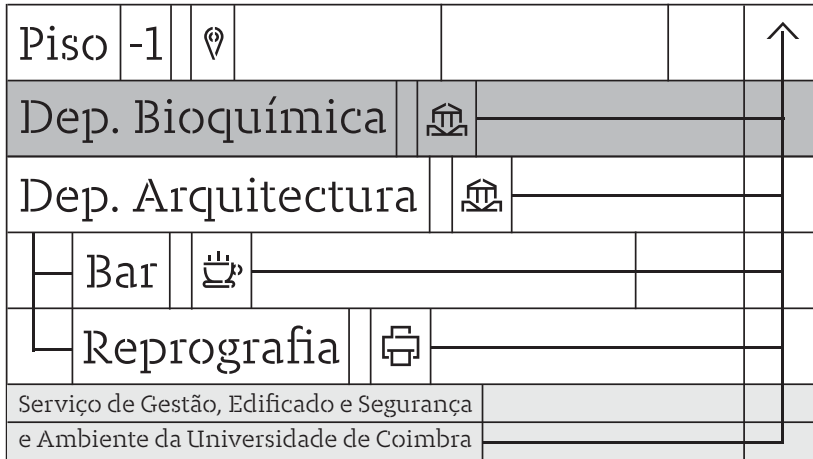 Piso -1
Dep. Bioquímica
Dep. Arquitectura
Bar
Reprografia
Serviço de Gestão, Edificado e Segurança
e Ambiente da Universidade de Coimbra